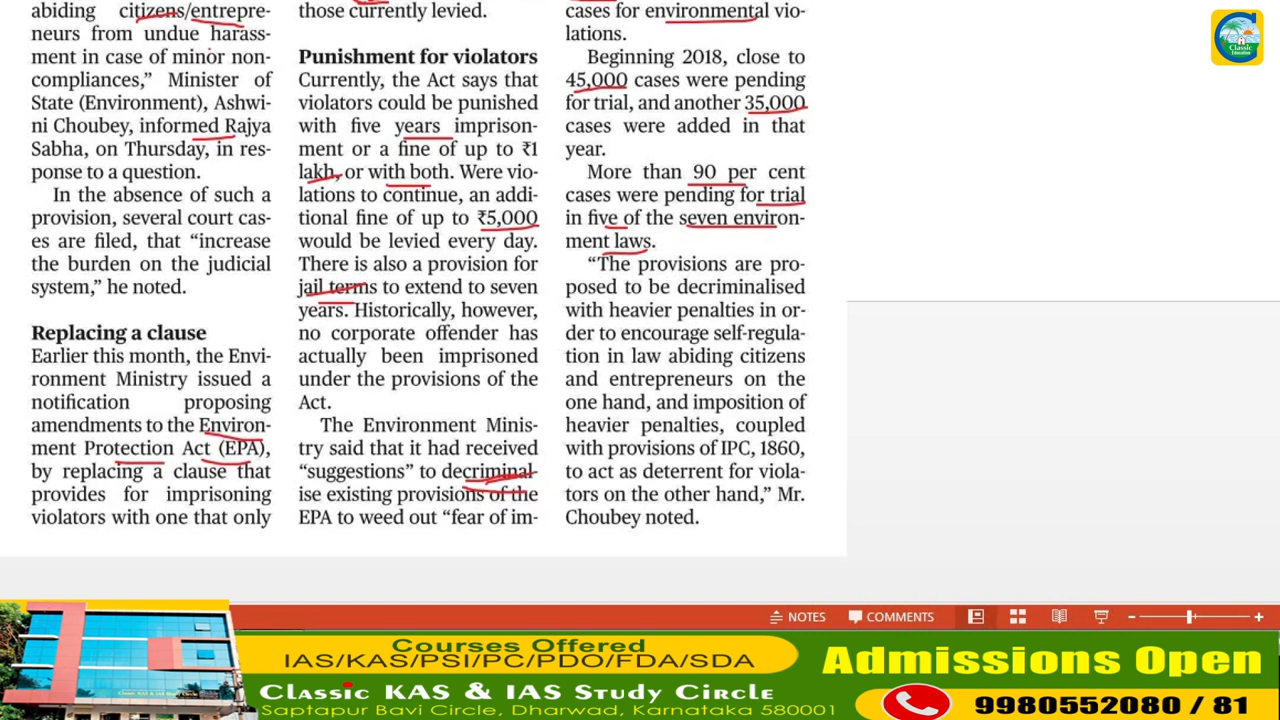 abiding citizens/entrepre-
neurs from undue harass-
ment in case of minor non-
compliances,” Minister of
State (Environment), Ashwi-
ni Choubey, informed Rajya
Sabha, on Thursday, in res-
ponse to a question.
In the absence of such a
provision, several court cas-
es are filed, that “increase
the burden on the judicial
system,” he noted.
Replacing a clause
Earlier this month, the Envi-
ronment Ministry issued a
notification proposing
amendments to the Environ-
ment Protection Act (EPA),
by replacing a clause that
provides for imprisoning
violators with one that only
those currently levied.
Punishment for violators
Currently, the Act says that
violators could be punished
with five years imprison-
ment or a fine of up to ₹1
lakh, or with both. Were vio-
lations to continue, an addi-
tional fine of up to ₹5,000
would be levied every day.
There is also a provision for
jail terms to extend to seven
years. Historically, however,
no corporate offender has
actually been imprisoned
under the provisions of the
Act.
The Environment Minis-
try said that it had received
“suggestions” to decriminal
ise existing provisions of the
EPA to weed out “fear of im-
cases for environmental vio-
lations.
Beginning 2018, close to
45,000 cases were pending
for trial, and another 35,000
cases were added in that
year.
More than 90 per cent
cases were pending for trial
in five of the seven environ-
ment laws.
“The provisions are pro-
posed to be decriminalised
with heavier penalties in or-
der to encourage self-regula-
tion in law abiding citizens
and entrepreneurs on the
one hand, and imposition of
heavier penalties, coupled
with provisions of IPC, 1860,
to act as deterrent for viola-
tors on the other hand,” Mr.
Choubey noted.
Classic
Education
NOTES COMMENTS
Courses Offered
IAS/KAS/PSI/PC/PDO/FDA/SDA
Classic KAS & IAS Study Circle
Saptapur Bavi Circle, Dharwad, Karnataka 580001
Admissions Open
9980552080 / 81